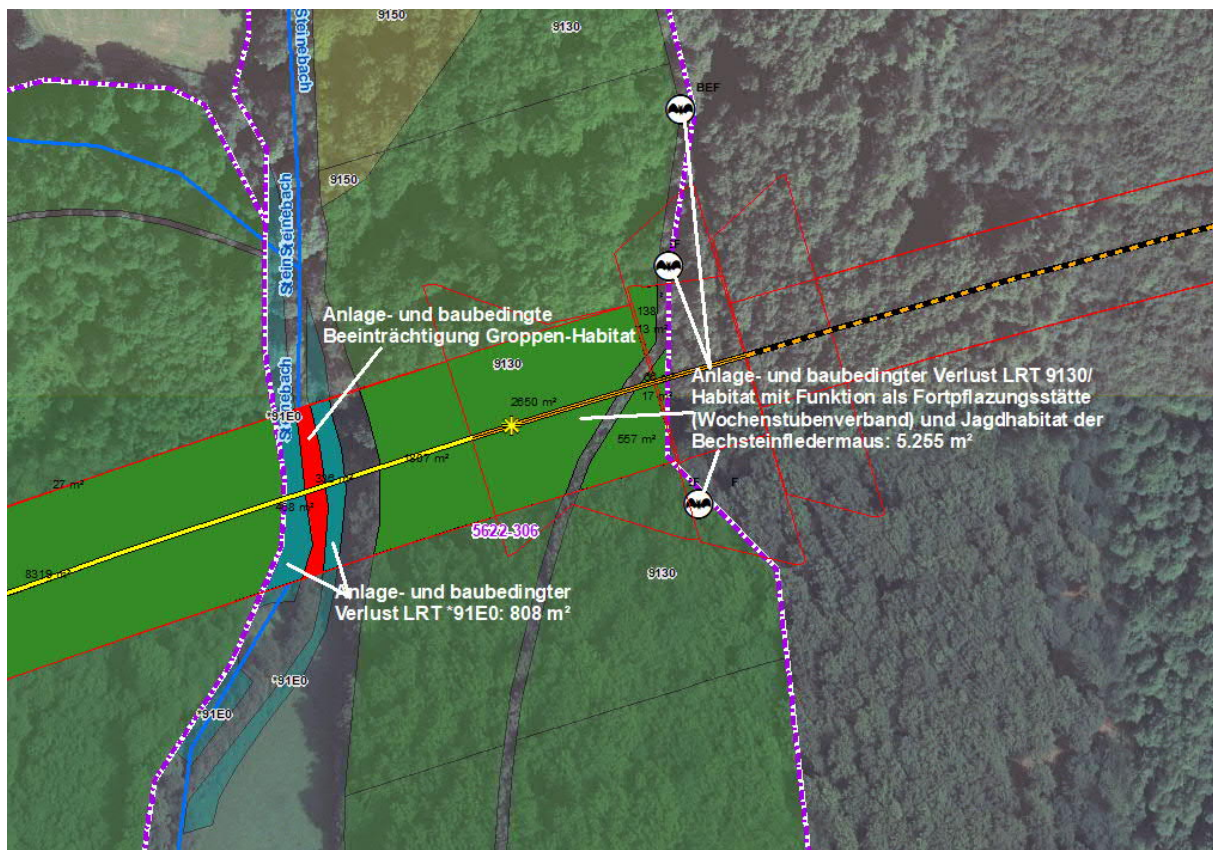 9150
9130
Steinebach
BEF
9150
Steinebach
Anlage- und baubedingte
Beeinträchtigung Groppen-Habitat
138
13 m²
9130
Anlage- und baubedingter Verlust LRT 9130/
Habitat mit Funktion als Fortpflazungsstätte
(Wochenstubenverband) und Jagdhabitat der
Bechsteinfledermaus: 5.255 m²
Steinebach
*91E0
2650 m²
17 m²
557 m²
27 m²
F
5622-306
8319 m²
9130
Anlage- und baubedingter
Verlust LRT *91E0: 808 m²
*91E0
*91E0